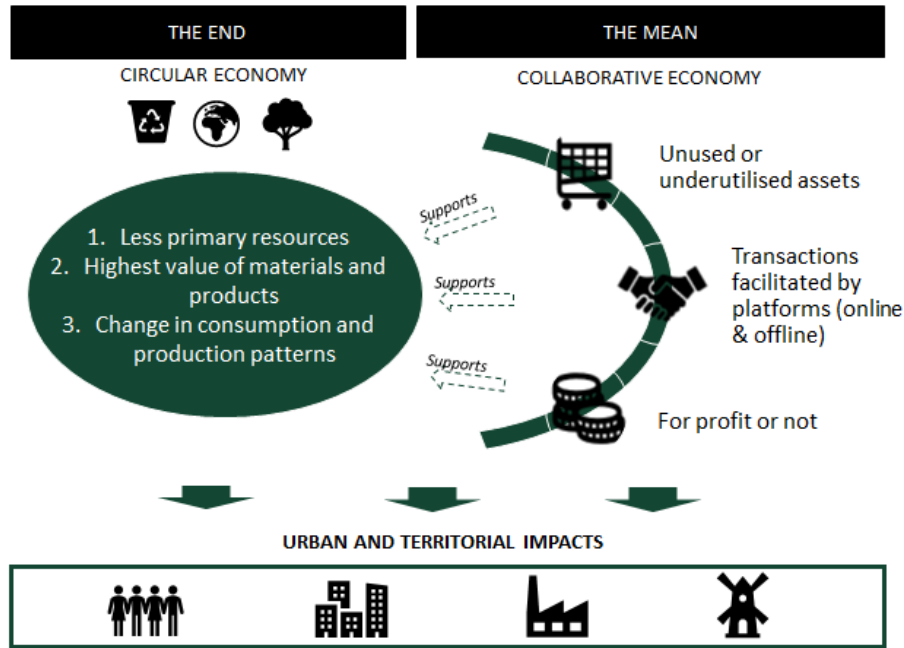 THE END
THE MEAN
CIRCULAR ECONOMY
COLLABORATIVE ECONOMY
1. Less primary resources
2. Highest value of materials and
products
3. Change in consumption and
production patterns
Supports
Supports
Supports
Unused or
underutilised assets
Transactions
facilitated by
platforms (online
& offline)
For profit or not
URBAN AND TERRITORIAL IMPACTS